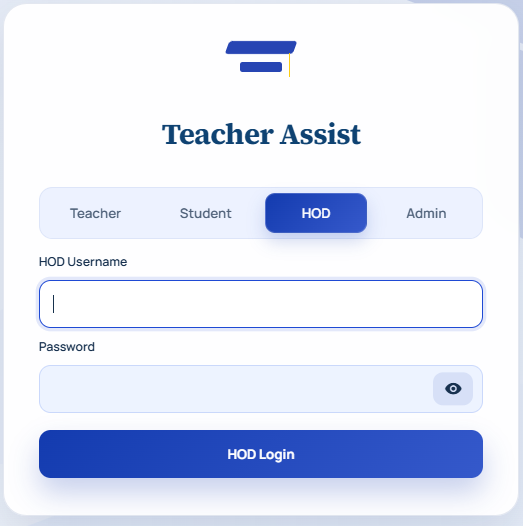 Teacher Assist
Teacher Student HOD Admin
HOD Username
Password
HOD Login